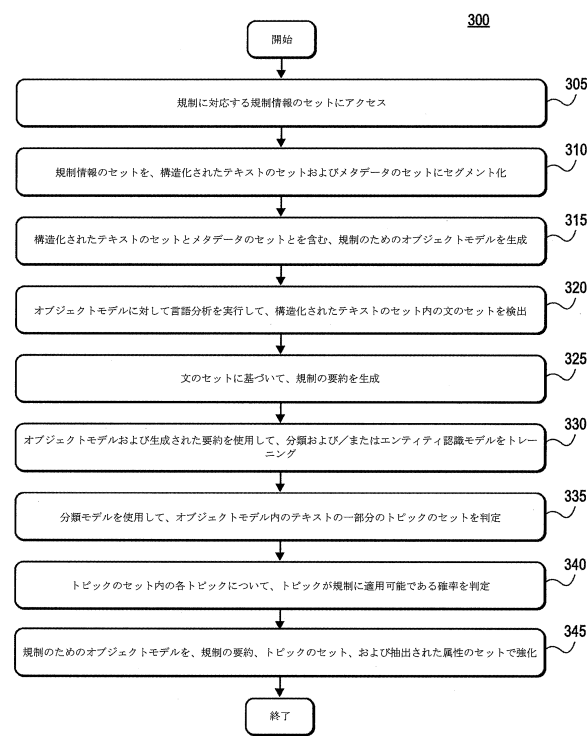 300
開始
規制に対応する規制情報のセットにアクセス
305
規制情報のセットを、構造化されたテキストのセットおよびメタデータのセットにセグメント化
310
構造化されたテキストのセットとメタデータのセットとを含む、規制のためのオブジェクトモデルを生成
315
オブジェクトモデルに対して言語分析を実行して、構造化されたテキストのセット内の文のセットを検出
320
文のセットに基づいて、規制の要約を生成
325
オブジェクトモデルおよび生成された要約を使用して、分類および／またはエンティティ認識モデルをトレー
ニング
330
分類モデルを使用して、オブジェクトモデル内のテキストの一部分のトピックのセットを判定
335
トピックのセット内の各トピックについて、トピックが規制に適用可能である確率を判定
340
規制のためのオブジェクトモデルを、規制の要約、トピックのセット、および抽出された属性のセットで強化
345
終了